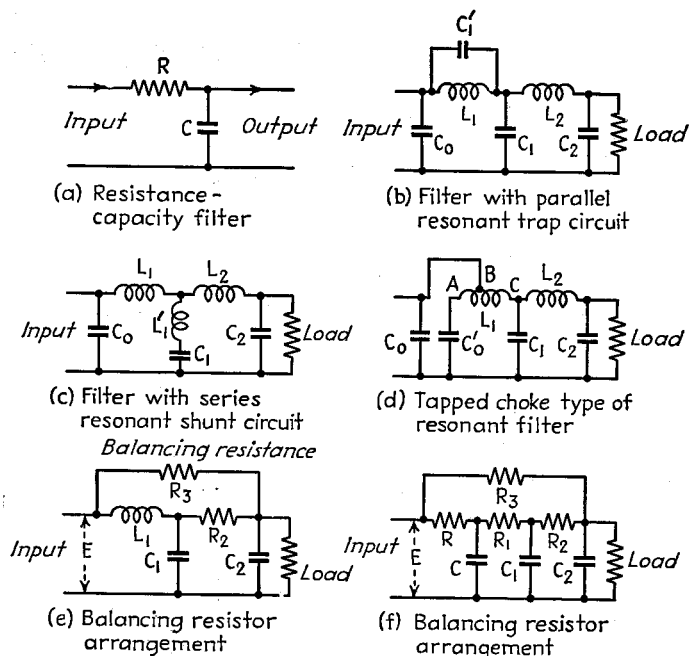 R
Input
C
Output
(a) Resistance-
capacity filter
C₁'
L₁
L₂
Input
C₀
C₁
C₂
Load
(b) Filter with parallel
resonant trap circuit
L₁
L₂
Input
C₀
L₁'
C₁
C₂
Load
(c) Filter with series
resonant shunt circuit
A
B
C
L₂
L₁
C₀
C₀'
C₁
C₂
Load
(d) Tapped choke type of
resonant filter
Balancing resistance
R₃
L₁
R₂
Input
E
C₁
C₂
Load
(e) Balancing resistor
arrangement
R₃
R
R₁
R₂
Input
E
C
C₁
C₂
Load
(f) Balancing resistor
arrangement